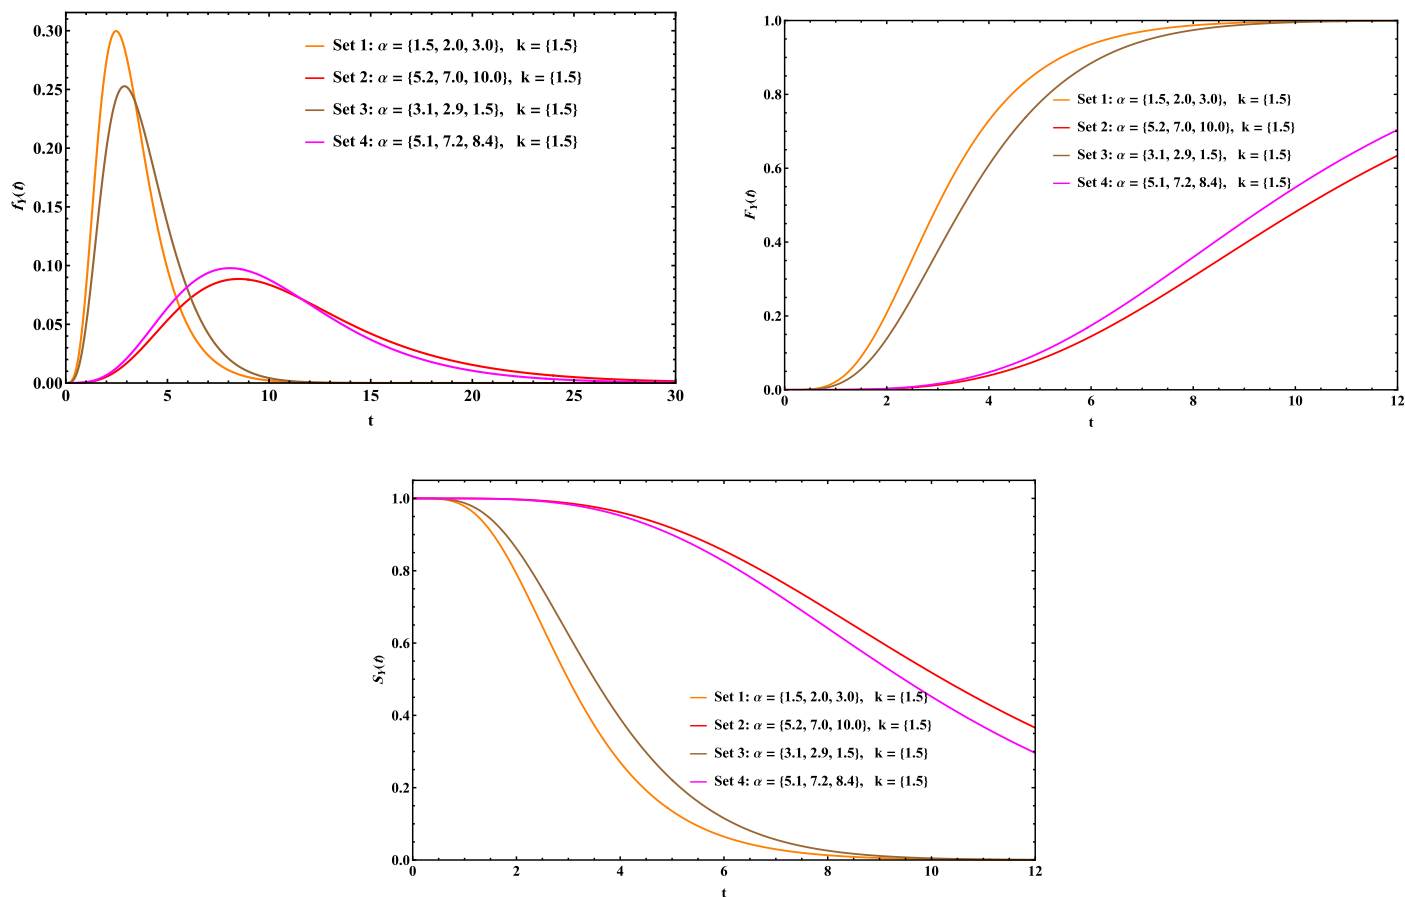 f_Y(t)
0.30
0.25
0.20
0.15
0.10
0.05
0.00
Set 1: α = {1.5, 2.0, 3.0}, k = {1.5}
Set 2: α = {5.2, 7.0, 10.0}, k = {1.5}
Set 3: α = {3.1, 2.9, 1.5}, k = {1.5}
Set 4: α = {5.1, 7.2, 8.4}, k = {1.5}
0 5 10 15 20 25 30
t
F_Y(t)
1.0
0.8
0.6
0.4
0.2
0.0
Set 1: α = {1.5, 2.0, 3.0}, k = {1.5}
Set 2: α = {5.2, 7.0, 10.0}, k = {1.5}
Set 3: α = {3.1, 2.9, 1.5}, k = {1.5}
Set 4: α = {5.1, 7.2, 8.4}, k = {1.5}
0 2 4 6 8 10 12
t
S_Y(t)
1.0
0.8
0.6
0.4
0.2
0.0
Set 1: α = {1.5, 2.0, 3.0}, k = {1.5}
Set 2: α = {5.2, 7.0, 10.0}, k = {1.5}
Set 3: α = {3.1, 2.9, 1.5}, k = {1.5}
Set 4: α = {5.1, 7.2, 8.4}, k = {1.5}
0 2 4 6 8 10 12
t